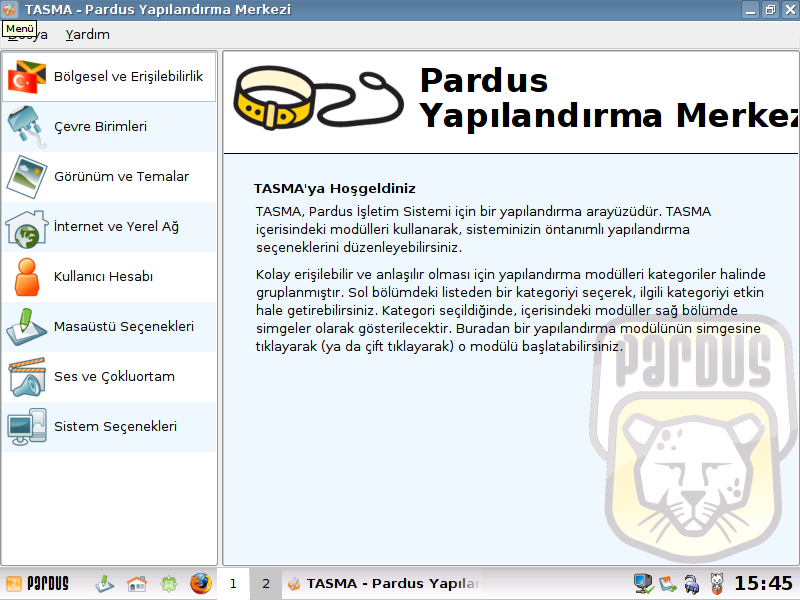 TASMA - Pardus Yapılandırma Merkezi
Menü
Yardım
Bölgesel ve Erişilebilirlik
Çevre Birimleri
Görünüm ve Temalar
İnternet ve Yerel Ağ
Kullanıcı Hesabı
Masaüstü Seçenekleri
Ses ve Çokluortam
Sistem Seçenekleri
Pardus
Yapılandırma Merkez
TASMA'ya Hoşgeldiniz
TASMA, Pardus İşletim Sistemi için bir yapılandırma arayüzüdür. TASMA
içerisindeki modülleri kullanarak, sisteminizin öntanımlı yapılandırma
seçeneklerini düzenleyebilirsiniz.
Kolay erişilebilir ve anlaşılır olması için yapılandırma modülleri kategoriler halinde
gruplanmıştır. Sol bölümdeki listeden bir kategoriyi seçerek, ilgili kategoriyi etkin
hale getirebilirsiniz. Kategori seçildiğinde, içerisindeki modüller sağ bölümde
simgeler olarak gösterilecektir. Buradan bir yapılandırma modülünün simgesine
tıklayarak (ya da çift tıklayarak) o modülü başlatabilirsiniz.
PARDUS
PARDUS
1
2
TASMA - Pardus Yapıla
15:45